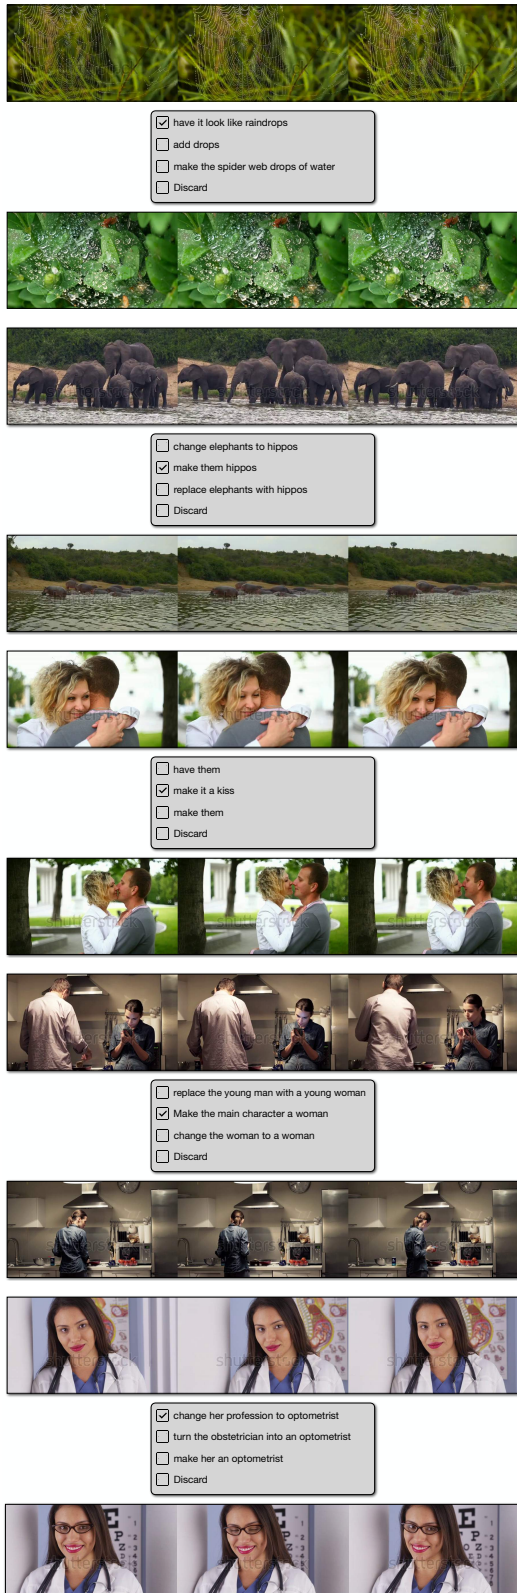 have it look like raindrops
add drops
make the spider web drops of water
Discard
change elephants to hippos
make them hippos
replace elephants with hippos
Discard
shutterstock
have them
make it a kiss
make them
Discard
shutterstock
replace the young man with a young woman
Make the main character a woman
change the woman to a woman
Discard
shutterstock
change her profession to optometrist
turn the obstetrician into an optometrist
make her an optometrist
Discard
E